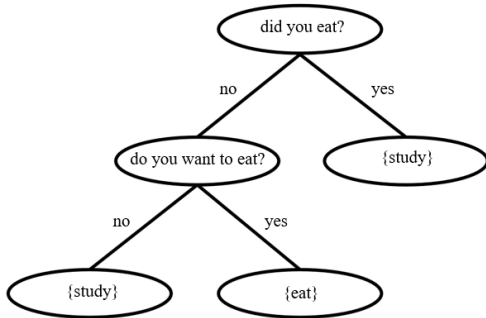 did you eat?
no
yes
do you want to eat?
{study}
no
yes
{study}
{eat}